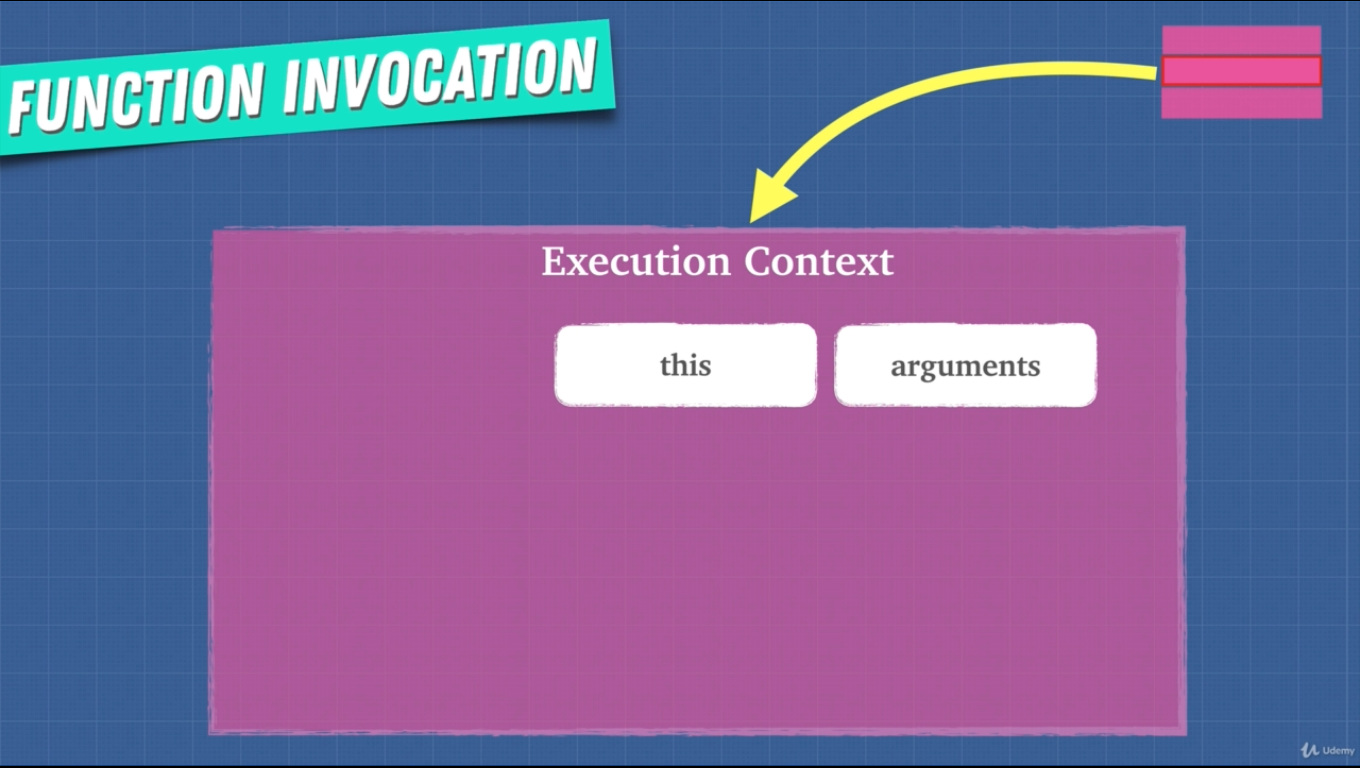 FUNCTION INVOCATION
Execution Context
this
arguments
Udemy